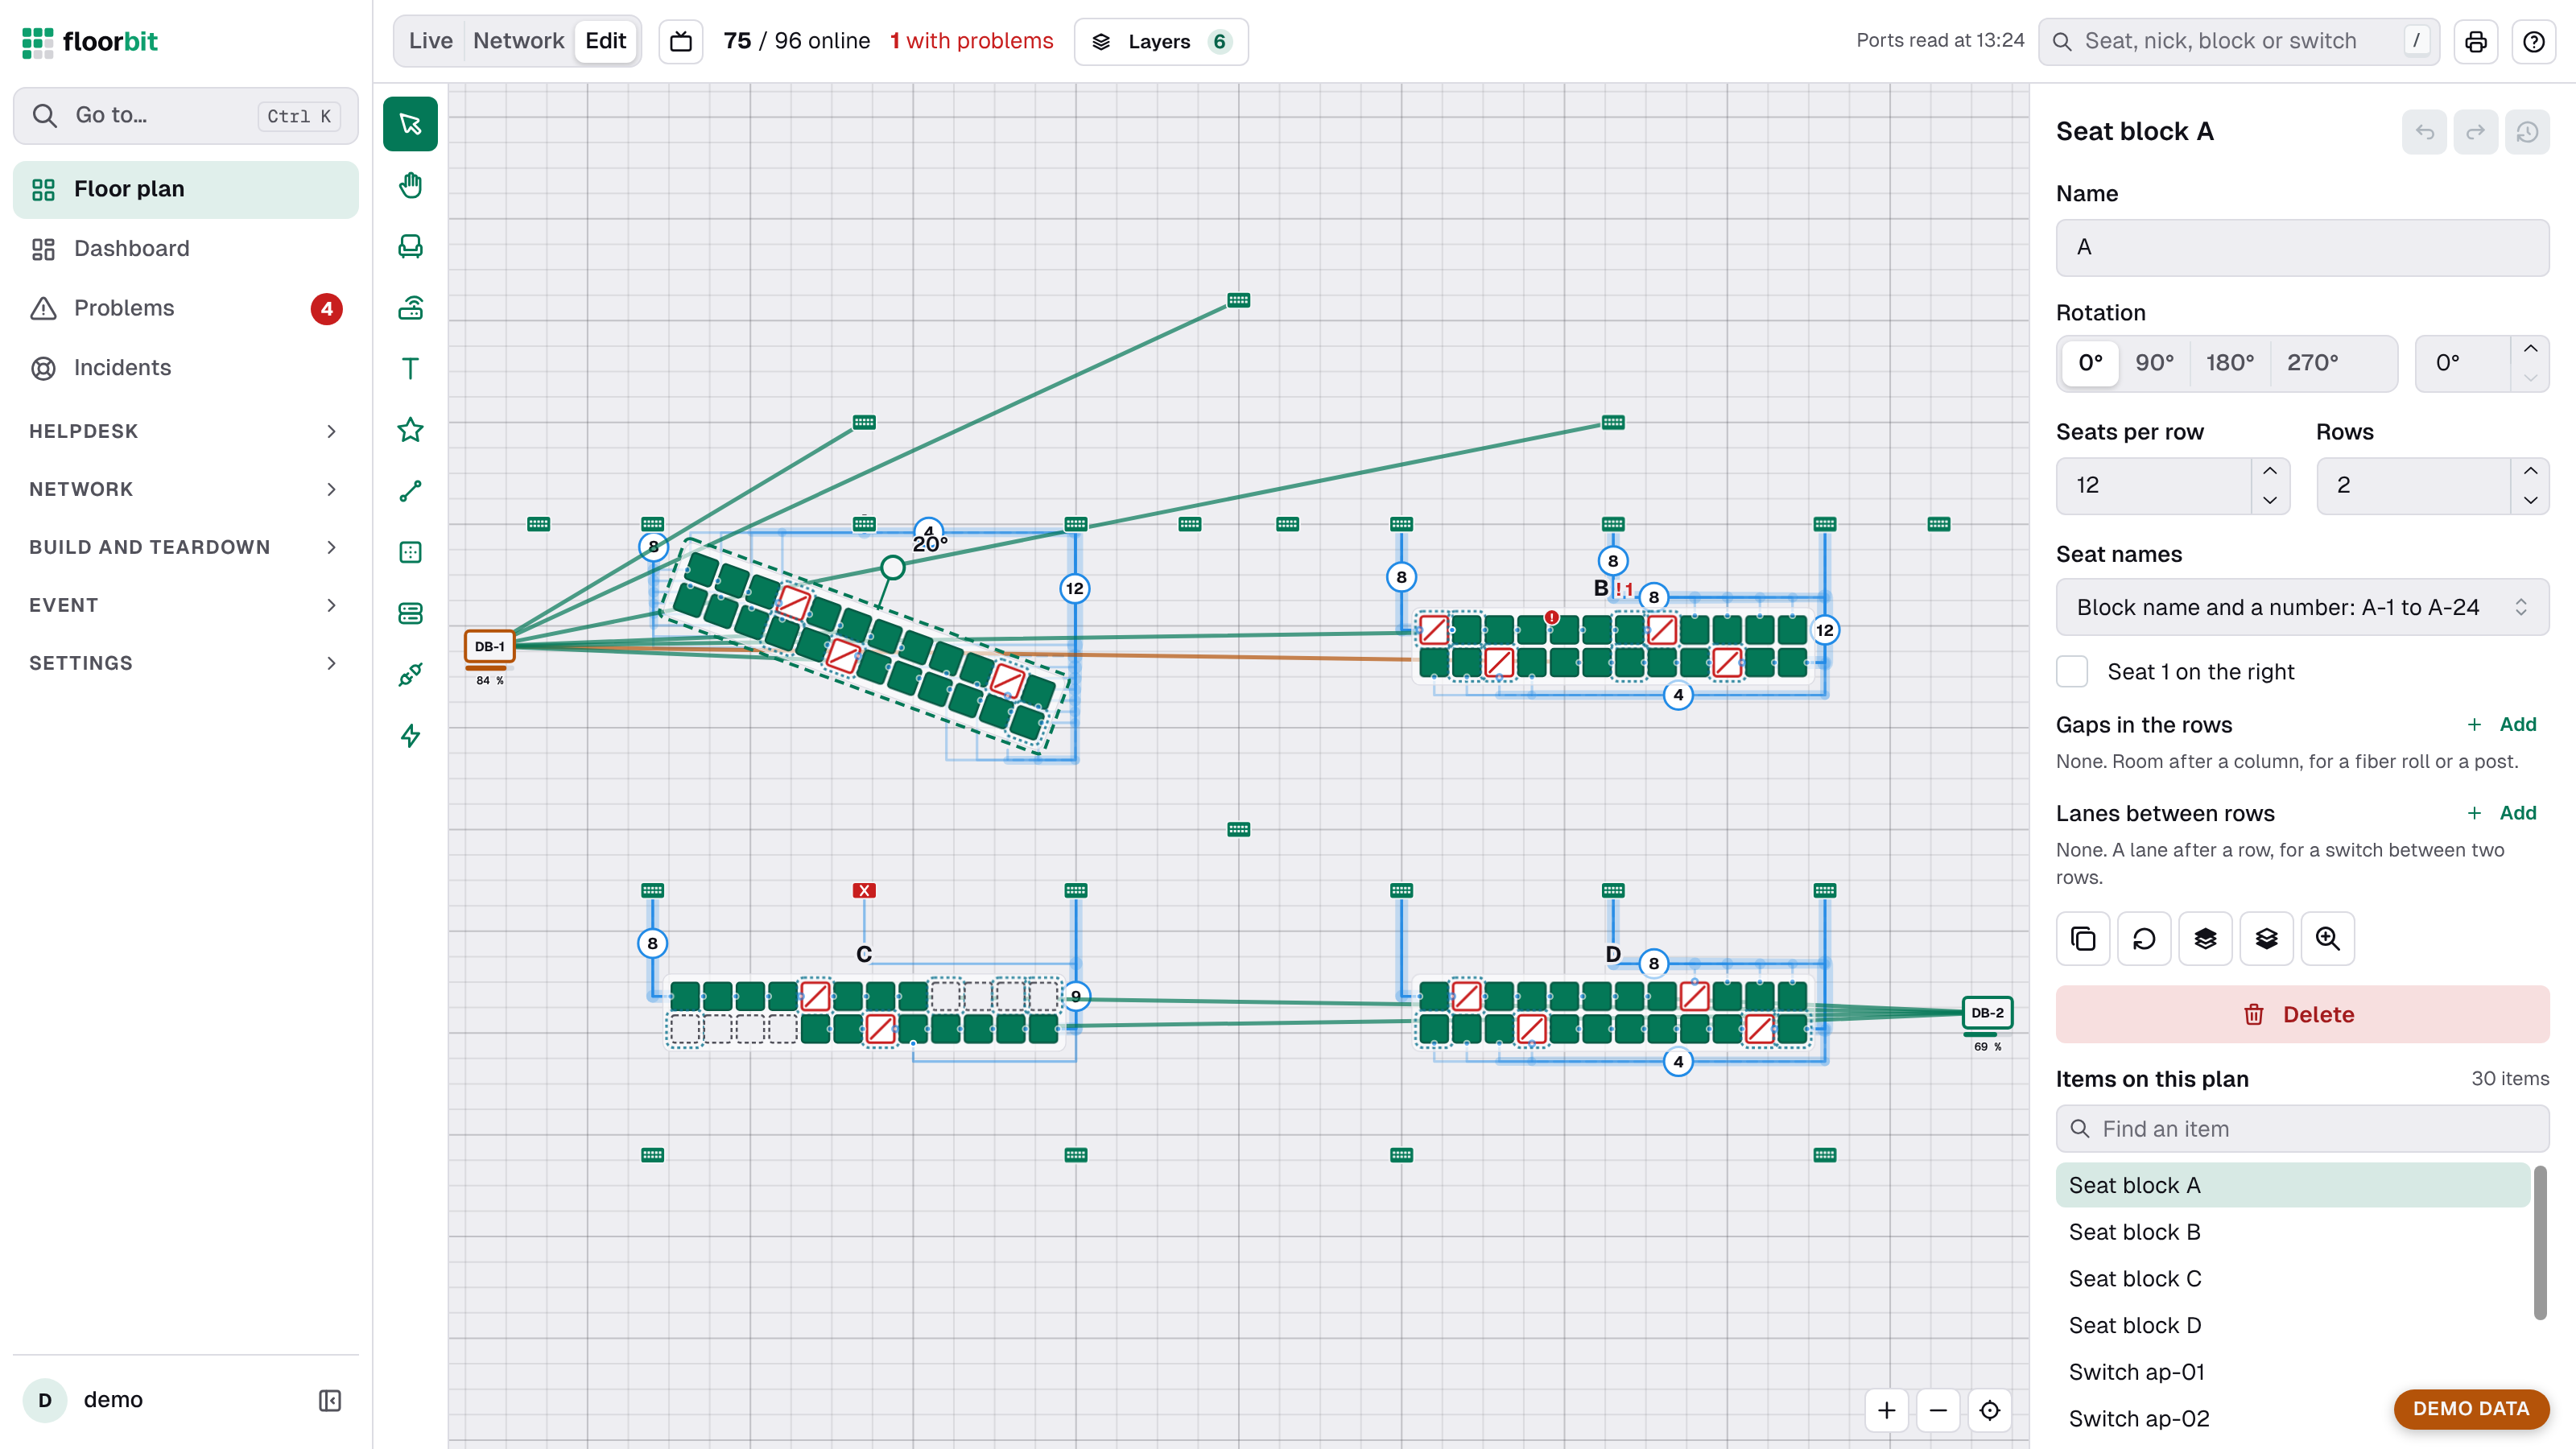 floorbit
Go to...
Ctrl K
Floor plan
Dashboard
Problems
4
Incidents
HELPDESK
NETWORK
BUILD AND TEARDOWN
EVENT
SETTINGS
D
demo
Live
Network
Edit
75 / 96 online
1 with problems
Layers
6
Ports read at 13:24
Seat, nick, block or switch
/
4
20°
8
12
8
8
B
!1
8
12
4
DB-1
84 %
X
8
C
9
D
8
4
DB-2
69 %
Seat block A
Name
A
Rotation
0°
90°
180°
270°
0°
Seats per row
Rows
12
2
Seat names
Block name and a number: A-1 to A-24
Seat 1 on the right
Gaps in the rows
+ Add
None. Room after a column, for a fiber roll or a post.
Lanes between rows
+ Add
None. A lane after a row, for a switch between two
rows.
Delete
Items on this plan
30 items
Find an item
Seat block A
Seat block B
Seat block C
Seat block D
Switch ap-01
Switch ap-02
DEMO DATA